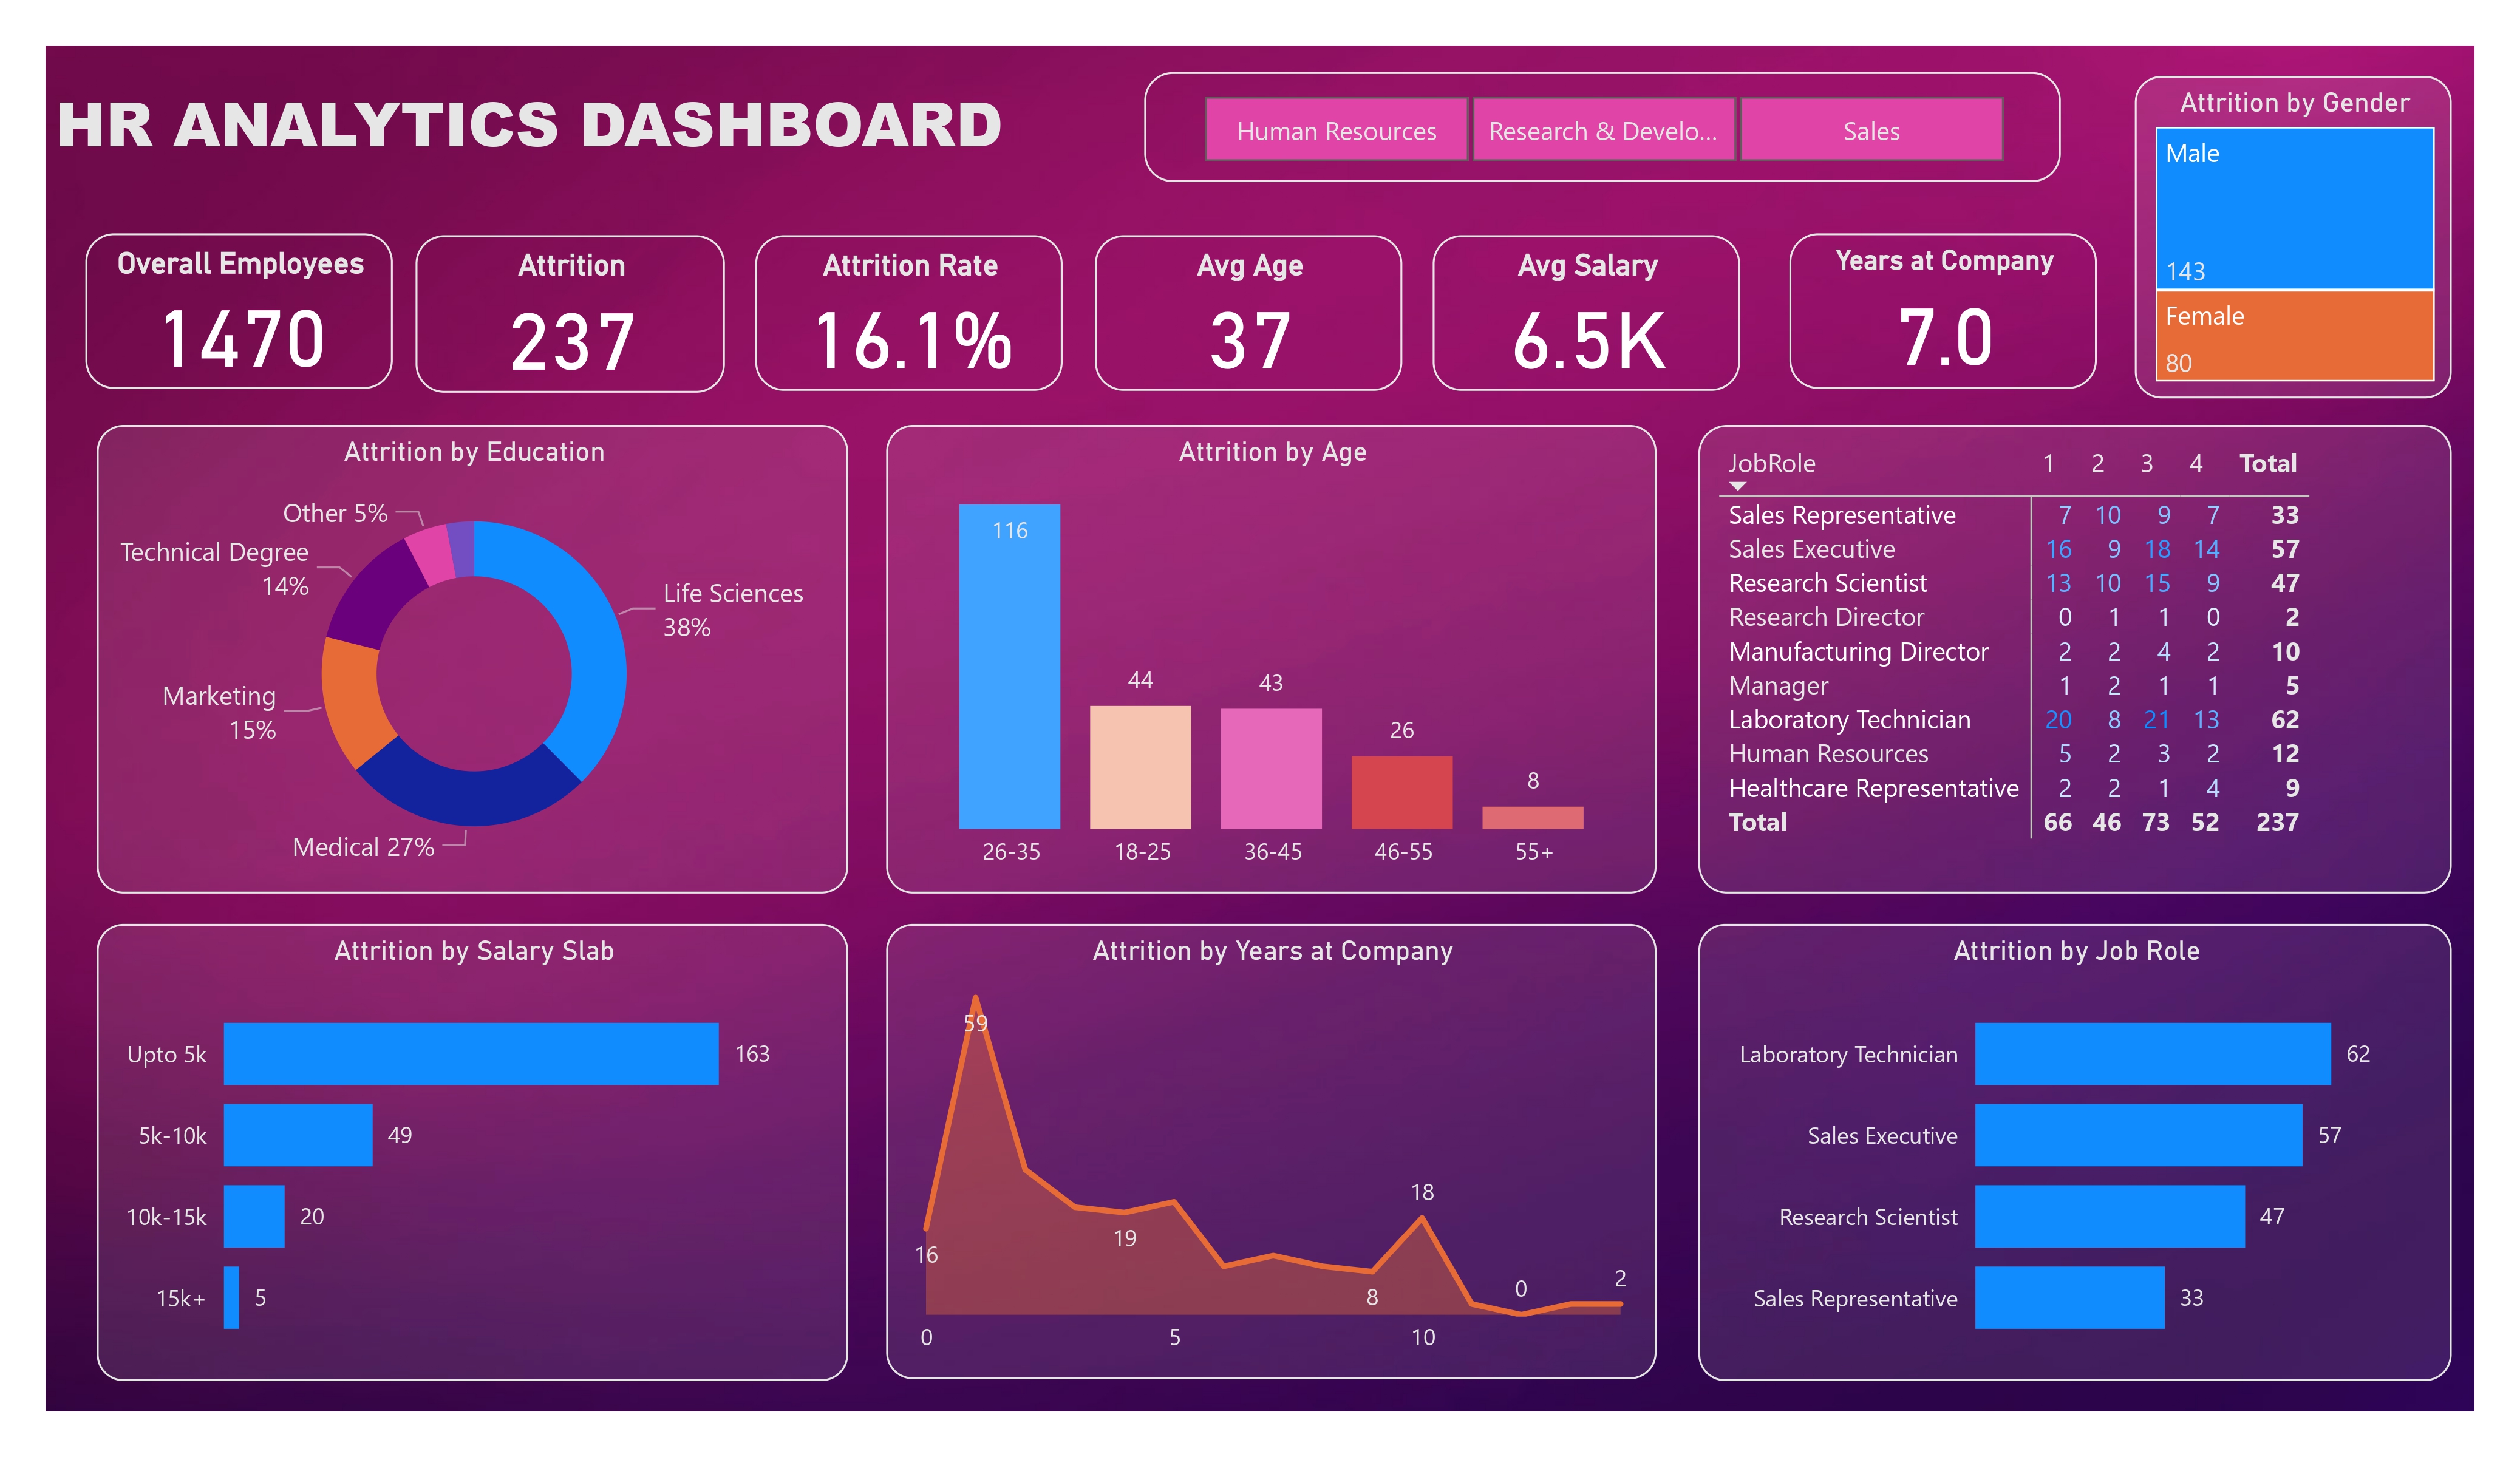 HR ANALYTICS DASHBOARD
Human Resources
Research & Develo...
Sales
Attrition by Gender
Male
143
Female
80
Overall Employees
1470
Attrition
237
Attrition Rate
16.1%
Avg Age
37
Avg Salary
6.5K
Years at Company
7.0
Attrition by Education
Other 5%
Technical Degree
14%
Life Sciences
38%
Marketing
15%
Medical 27%
Attrition by Age
116
44
43
26
8
26-35 18-25 36-45 46-55 55+
JobRole 1 2 3 4 Total
Sales Representative 7 10 9 7 33
Sales Executive 16 9 18 14 57
Research Scientist 13 10 15 9 47
Research Director 0 1 1 0 2
Manufacturing Director 2 2 4 2 10
Manager 1 2 1 1 5
Laboratory Technician 20 8 21 13 62
Human Resources 5 2 3 2 12
Healthcare Representative 2 2 1 4 9
Total 66 46 73 52 237
Attrition by Salary Slab
Upto 5k 163
5k-10k 49
10k-15k 20
15k+ 5
Attrition by Years at Company
59
16
19
18
8
0
2
0 5 10
Attrition by Job Role
Laboratory Technician 62
Sales Executive 57
Research Scientist 47
Sales Representative 33